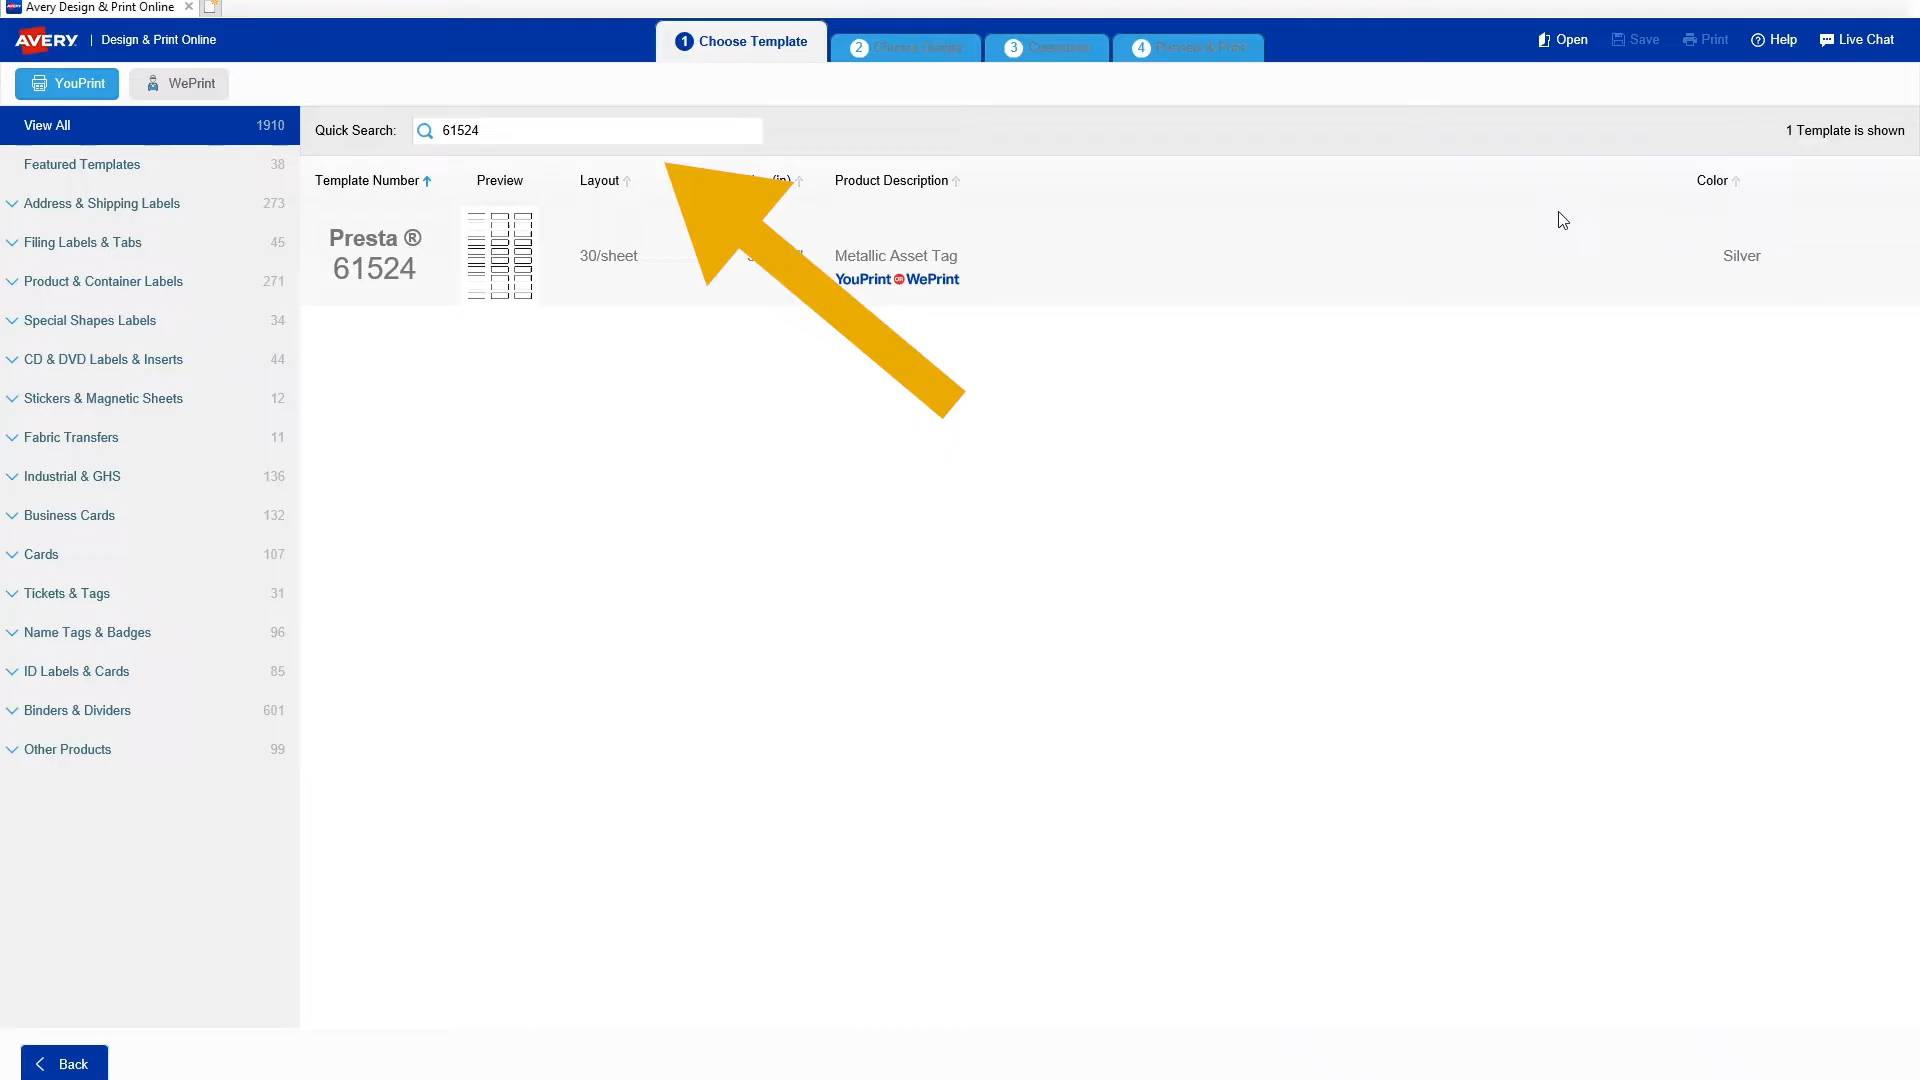 Avery Design & Print Online
AVERY | Design & Print Online
1 Choose Template
2
3
4
Open
Save
Print
Help
Live Chat
YouPrint
WePrint
View All 1910
Featured Templates 38
Address & Shipping Labels 273
Filing Labels & Tabs 45
Product & Container Labels 271
Special Shapes Labels 34
CD & DVD Labels & Inserts 44
Stickers & Magnetic Sheets 12
Fabric Transfers 11
Industrial & GHS 136
Business Cards 132
Cards 107
Tickets & Tags 31
Name Tags & Badges 96
ID Labels & Cards 85
Binders & Dividers 601
Other Products 99
Quick Search: 61524
1 Template is shown
Template Number
Preview
Layout
(in)
Product Description
Color
Presta ®
61524
30/sheet
Metallic Asset Tag
YouPrint OR WePrint
Silver
Back